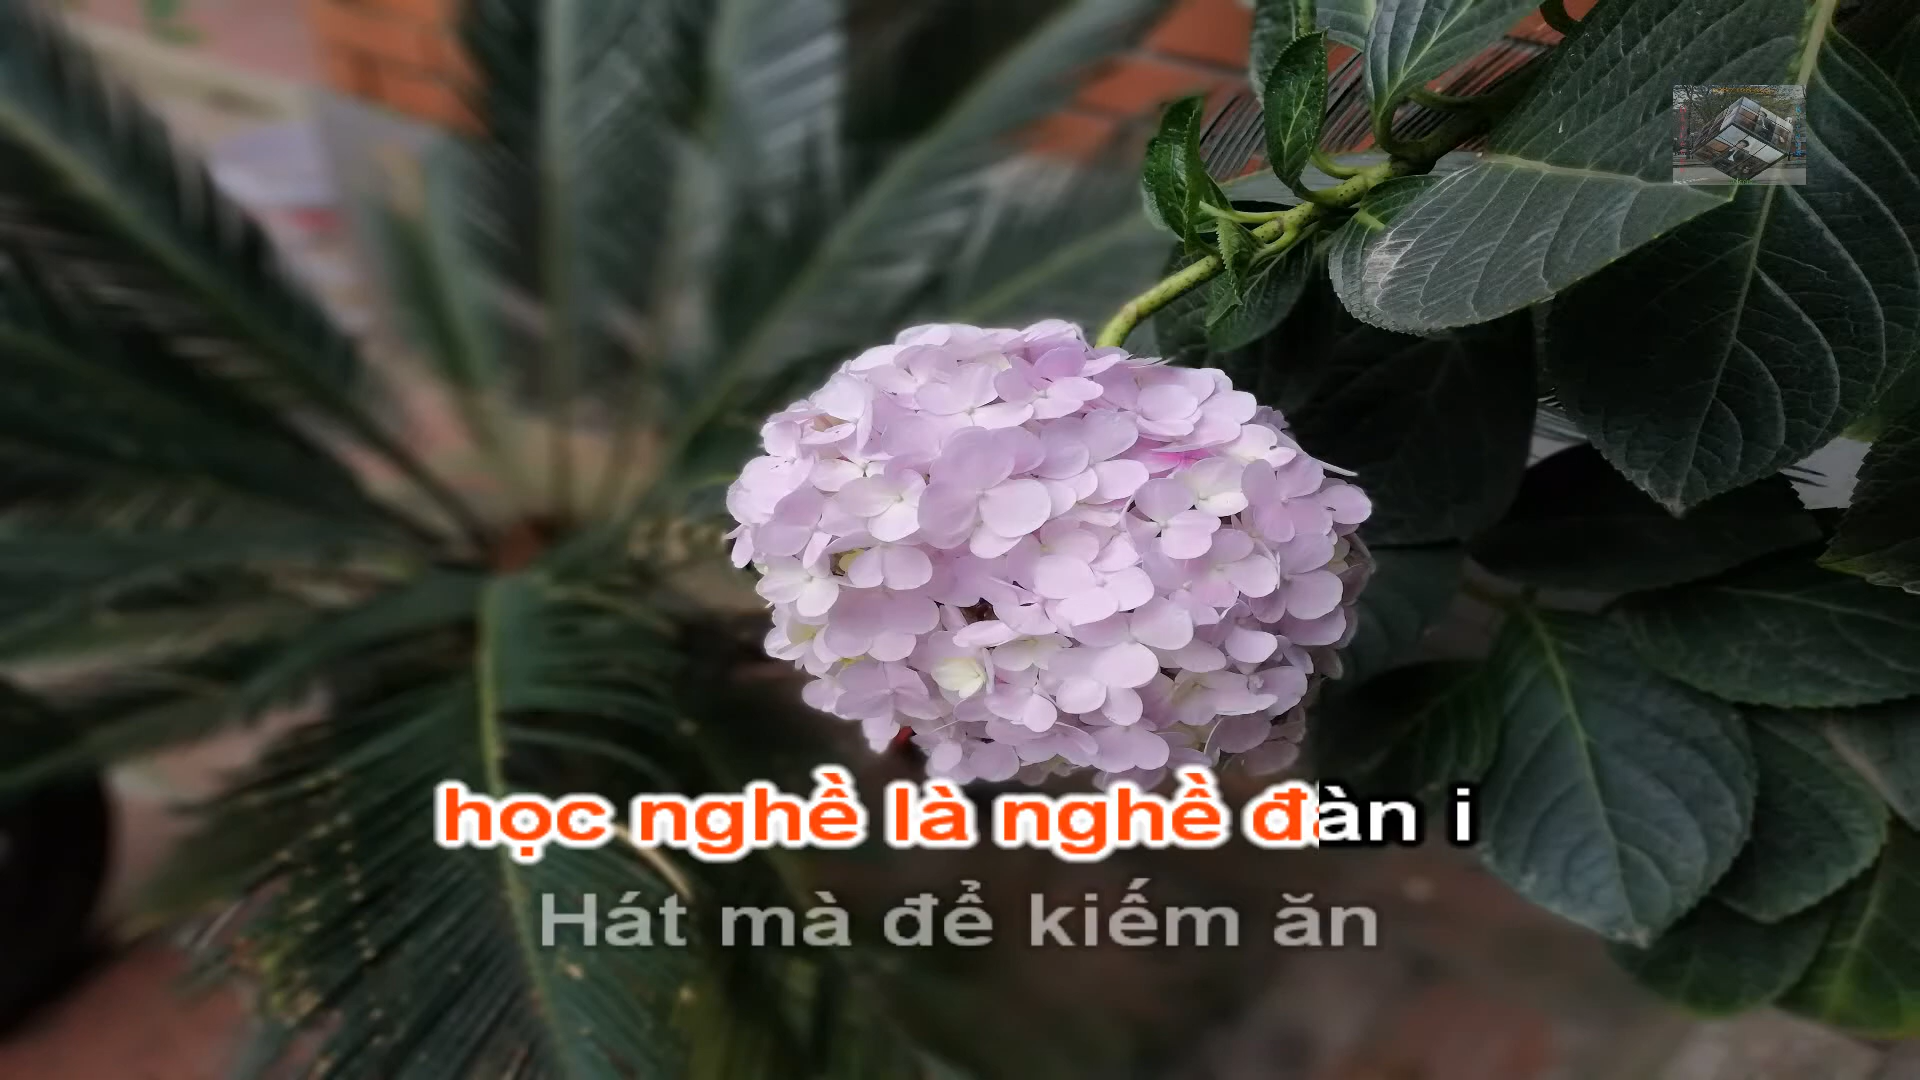 học nghề là nghề đàn i
Hát mà để kiếm ăn